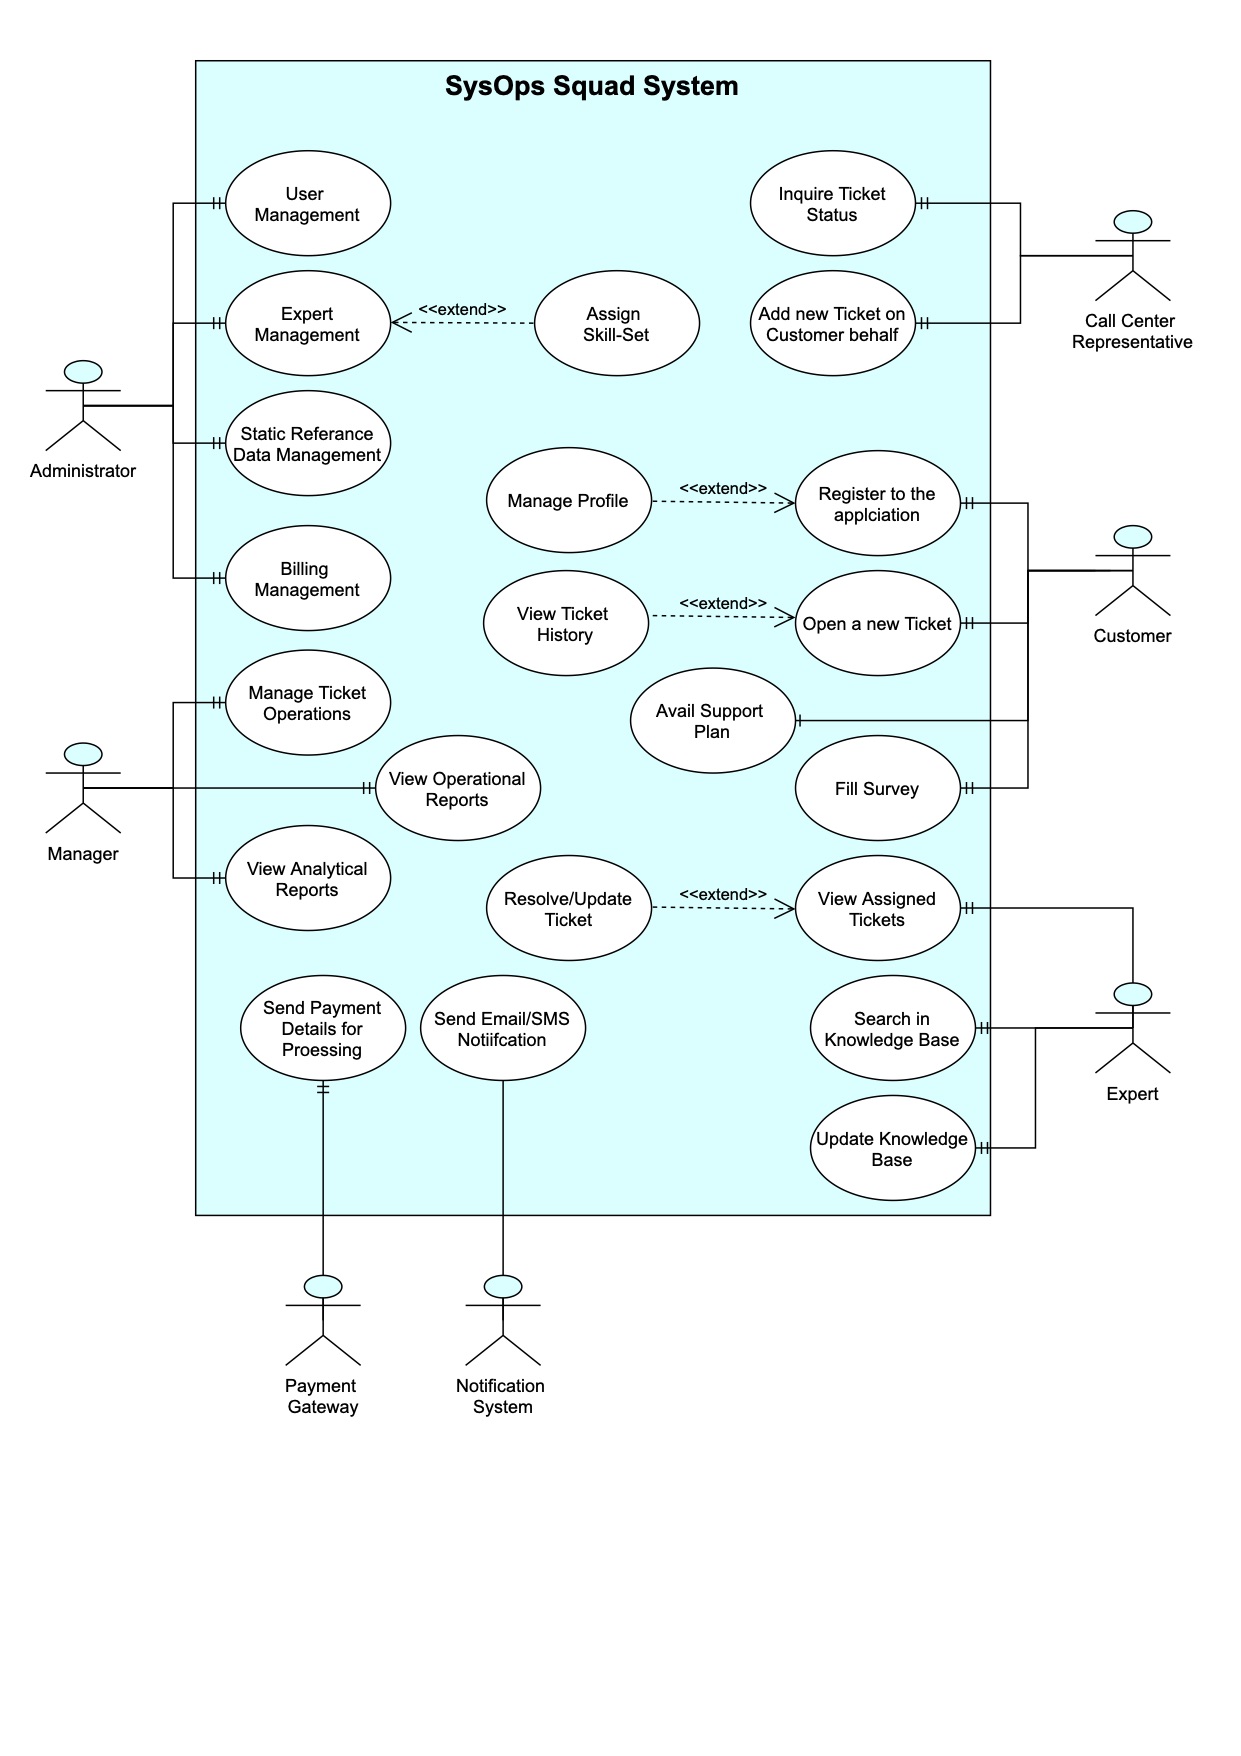 SysOps Squad System
User
Management
Inquire Ticket
Status
Expert
Management
<<extend>>
Assign
Skill-Set
Add new Ticket on
Customer behalf
Call Center
Representative
Administrator
Static Referance
Data Management
Manage Profile
<<extend>>
Register to the
applciation
Billing
Management
View Ticket
History
<<extend>>
Open a new Ticket
Customer
Manage Ticket
Operations
Avail Support
Plan
Manager
View Operational
Reports
Fill Survey
View Analytical
Reports
Resolve/Update
Ticket
<<extend>>
View Assigned
Tickets
Send Payment
Details for
Proessing
Send Email/SMS
Notiifcation
Search in
Knowledge Base
Expert
Update Knowledge
Base
Payment
Gateway
Notification
System